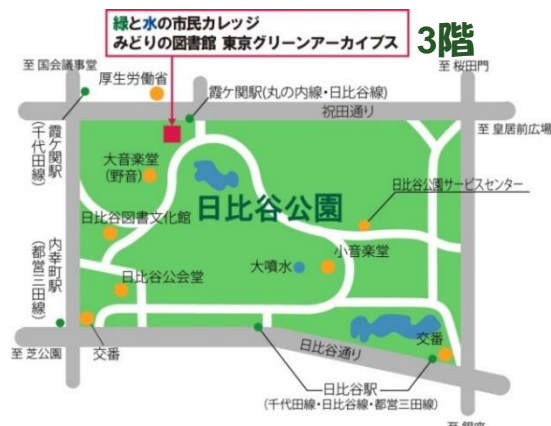 緑と水の市民カレッジ
みどりの図書館 東京グリーンアーカイブス
3階
至 国会議事堂
厚生労働省
至 桜田門
霞ケ関駅(丸の内線・日比谷線)
祝田通り
至 皇居前広場
霞ケ関駅
(千代田線)
大音楽堂
(野音)
日比谷公園
日比谷公園サービスセンター
日比谷図書文化館
小音楽堂
大噴水
内幸町駅
(都営三田線)
日比谷公会堂
至 芝公園
交番
日比谷通り
交番
日比谷駅
(千代田線・日比谷線・都営三田線)
至 銀座